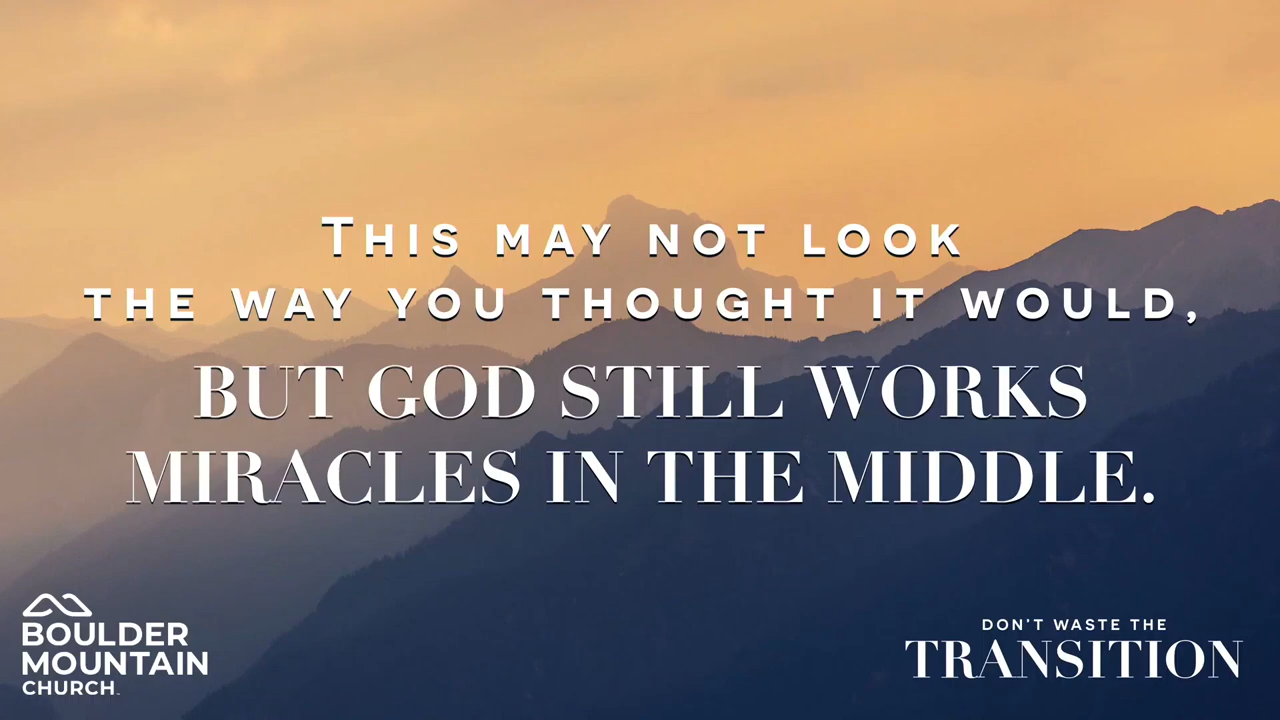 THIS MAY NOT LOOK
THE WAY YOU THOUGHT IT WOULD,
BUT GOD STILL WORKS
MIRACLES IN THE MIDDLE.
BOULDER
MOUNTAIN
CHURCH
DON'T WASTE THE
TRANSITION